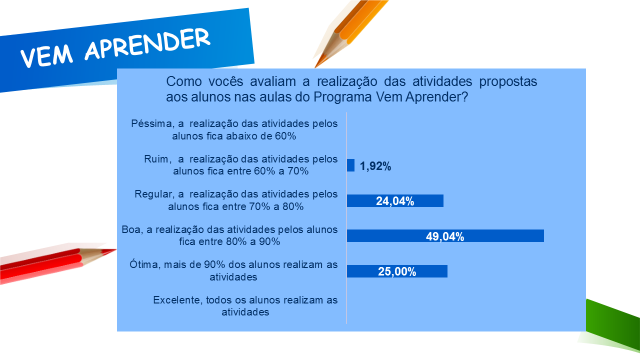 VEM APRENDER
Como vocês avaliam a realização das atividades propostas
aos alunos nas aulas do Programa Vem Aprender?
Péssima, a realização das atividades pelos
alunos fica abaixo de 60%
Ruim, a realização das atividades pelos
alunos fica entre 60% a 70%
1,92%
Regular, a realização das atividades pelos
alunos fica entre 70% a 80%
24,04%
Boa, a realização das atividades pelos alunos
fica entre 80% a 90%
49,04%
Ótima, mais de 90% dos alunos realizam as
atividades
25,00%
Excelente, todos os alunos realizam as
atividades